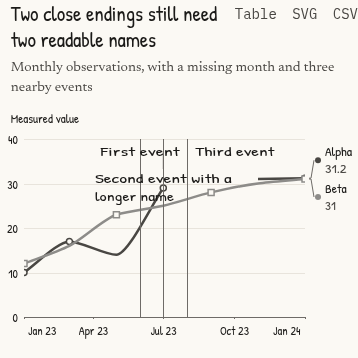 Two close endings still need
two readable names
Table SVG CSV
Monthly observations, with a missing month and three
nearby events
Measured value
40
30
20
10
0
First event
Third event
Second event with a
longer name
Alpha
31.2
Beta
31
Jan 23
Apr 23
Jul 23
Oct 23
Jan 24